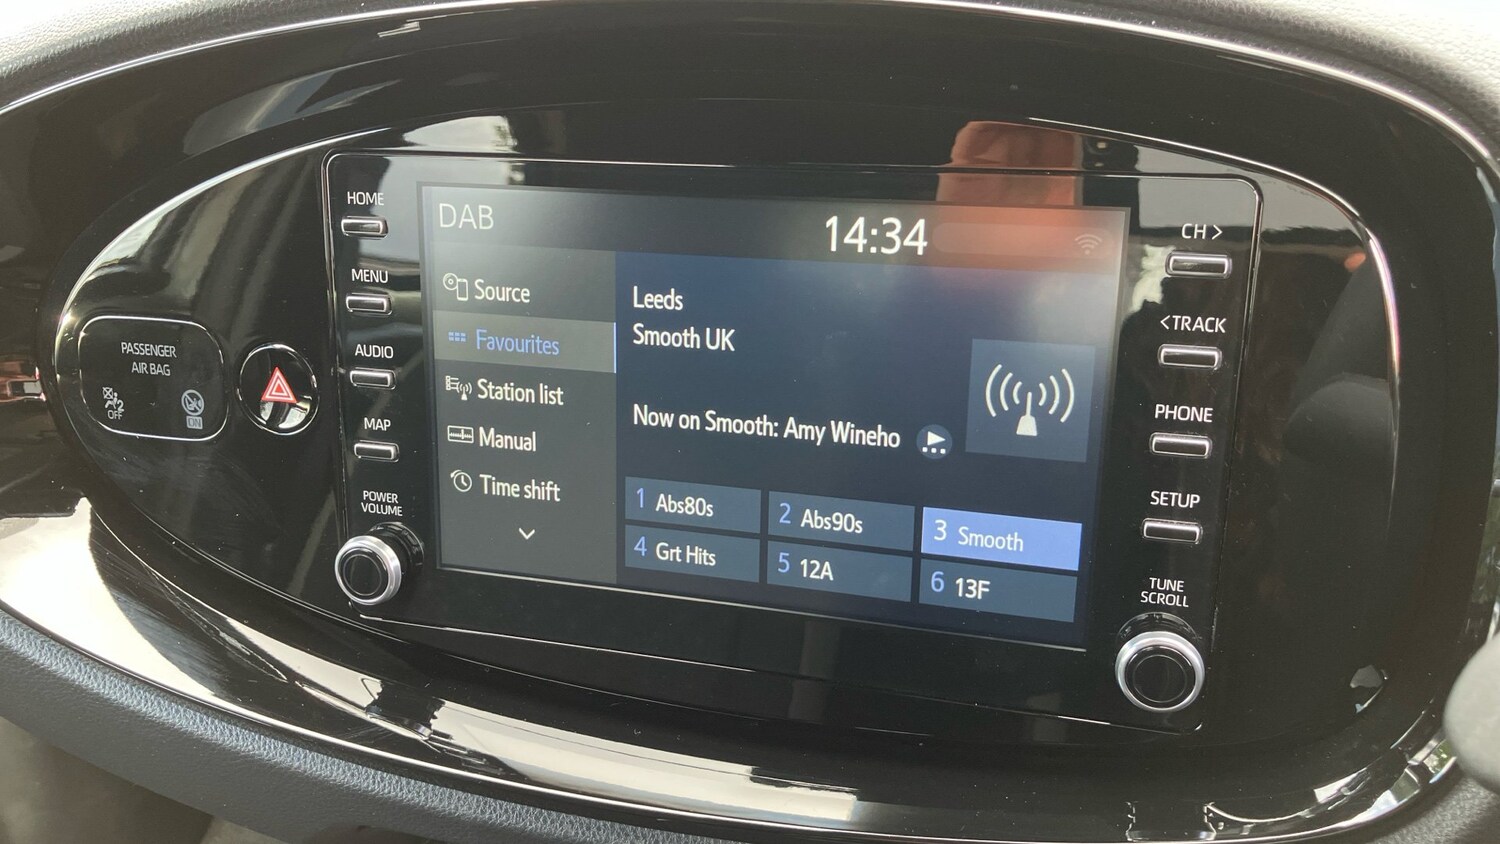 PASSENGER
AIR BAG
OFF
ON
HOME
MENU
AUDIO
MAP
POWER
VOLUME
DAB
14:34
Source
Favourites
Station list
Manual
Time shift
Leeds
Smooth UK
Now on Smooth: Amy Wineho
1 Abs80s
2 Abs90s
3 Smooth
4 Grt Hits
5 12A
6 13F
CH >
<TRACK
PHONE
SETUP
TUNE
SCROLL